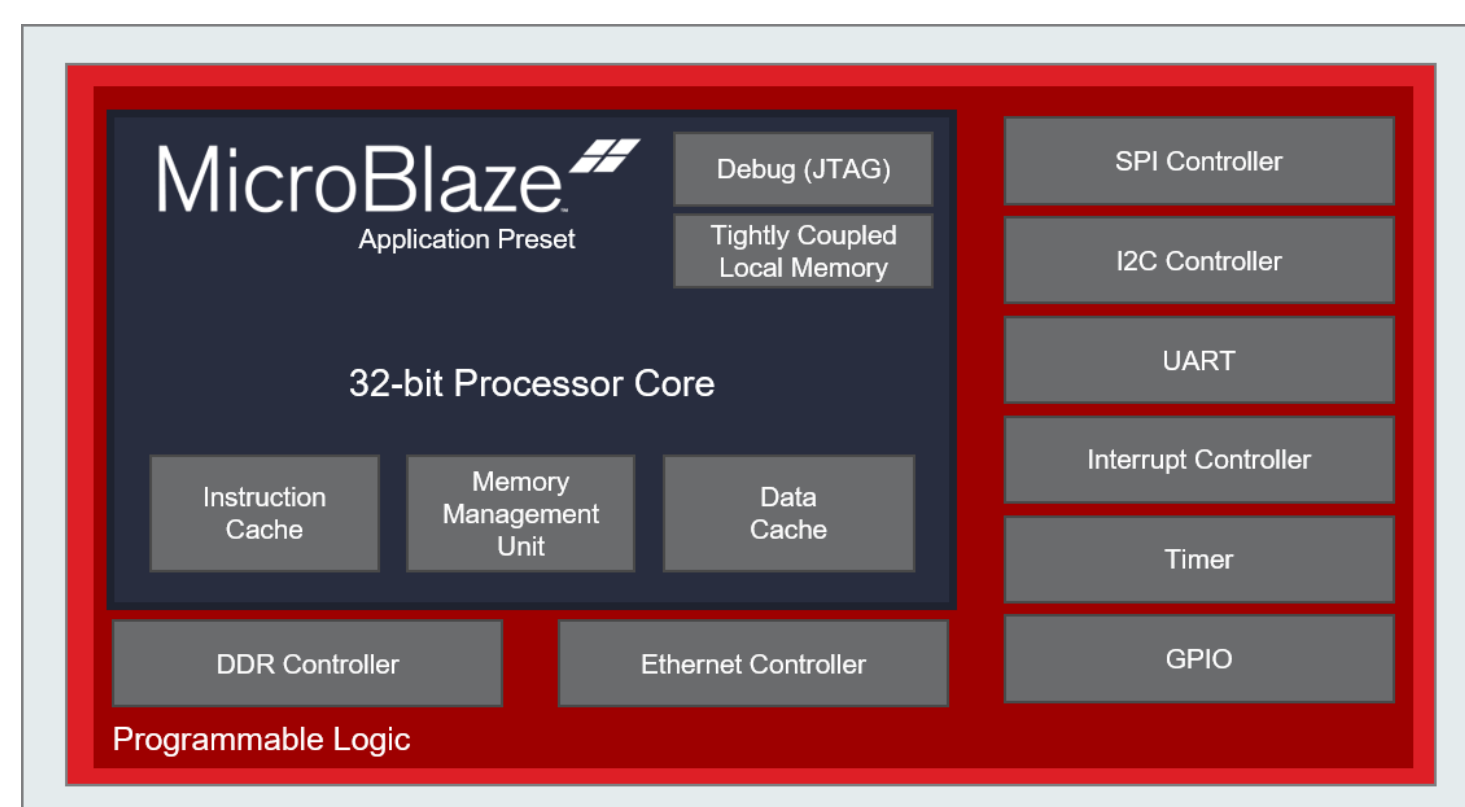 MicroBlaze™
Application Preset
Debug (JTAG)
Tightly Coupled
Local Memory
32-bit Processor Core
Instruction
Cache
Memory
Management
Unit
Data
Cache
DDR Controller
Ethernet Controller
Programmable Logic
SPI Controller
I2C Controller
UART
Interrupt Controller
Timer
GPIO